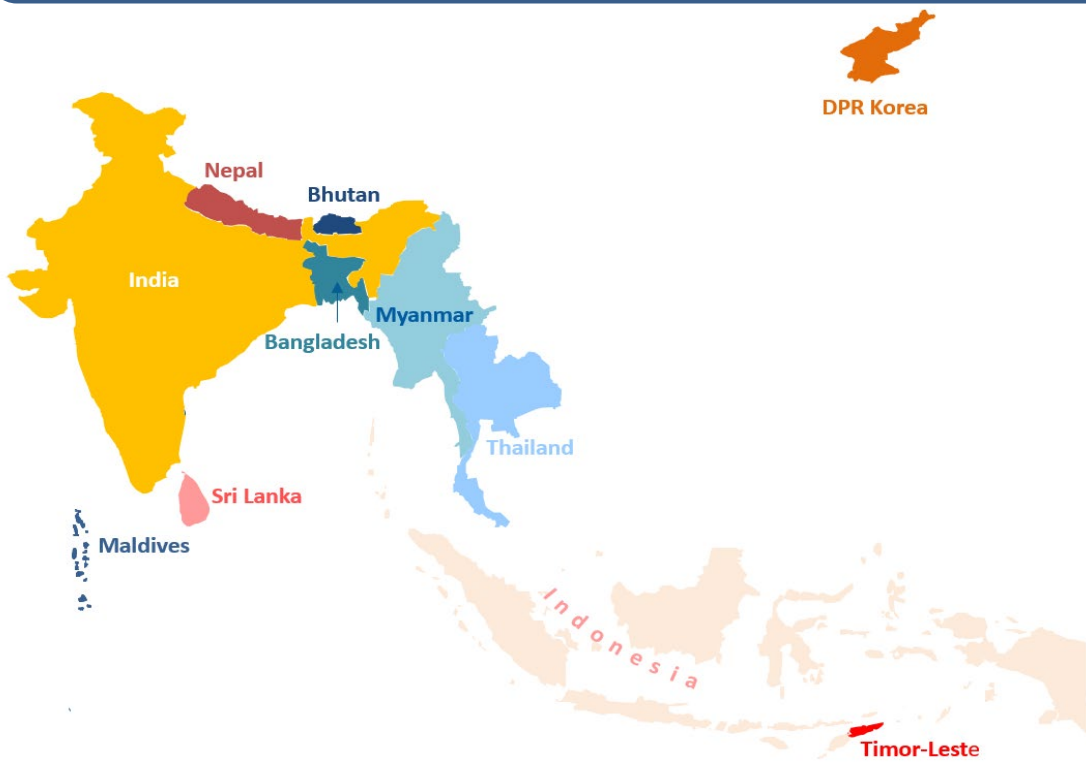 DPR Korea
Nepal
Bhutan
India
Myanmar
Bangladesh
Thailand
Sri Lanka
Maldives
Indonesia
Timor-Leste